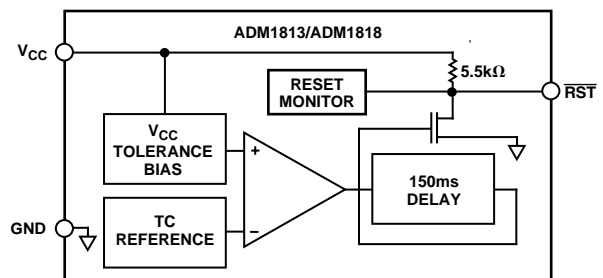 ADM1813/ADM1818
VCC
5.5kΩ
RESET
MONITOR
RST
VCC
TOLERANCE
BIAS
+
150ms
DELAY
GND
TC
REFERENCE
–